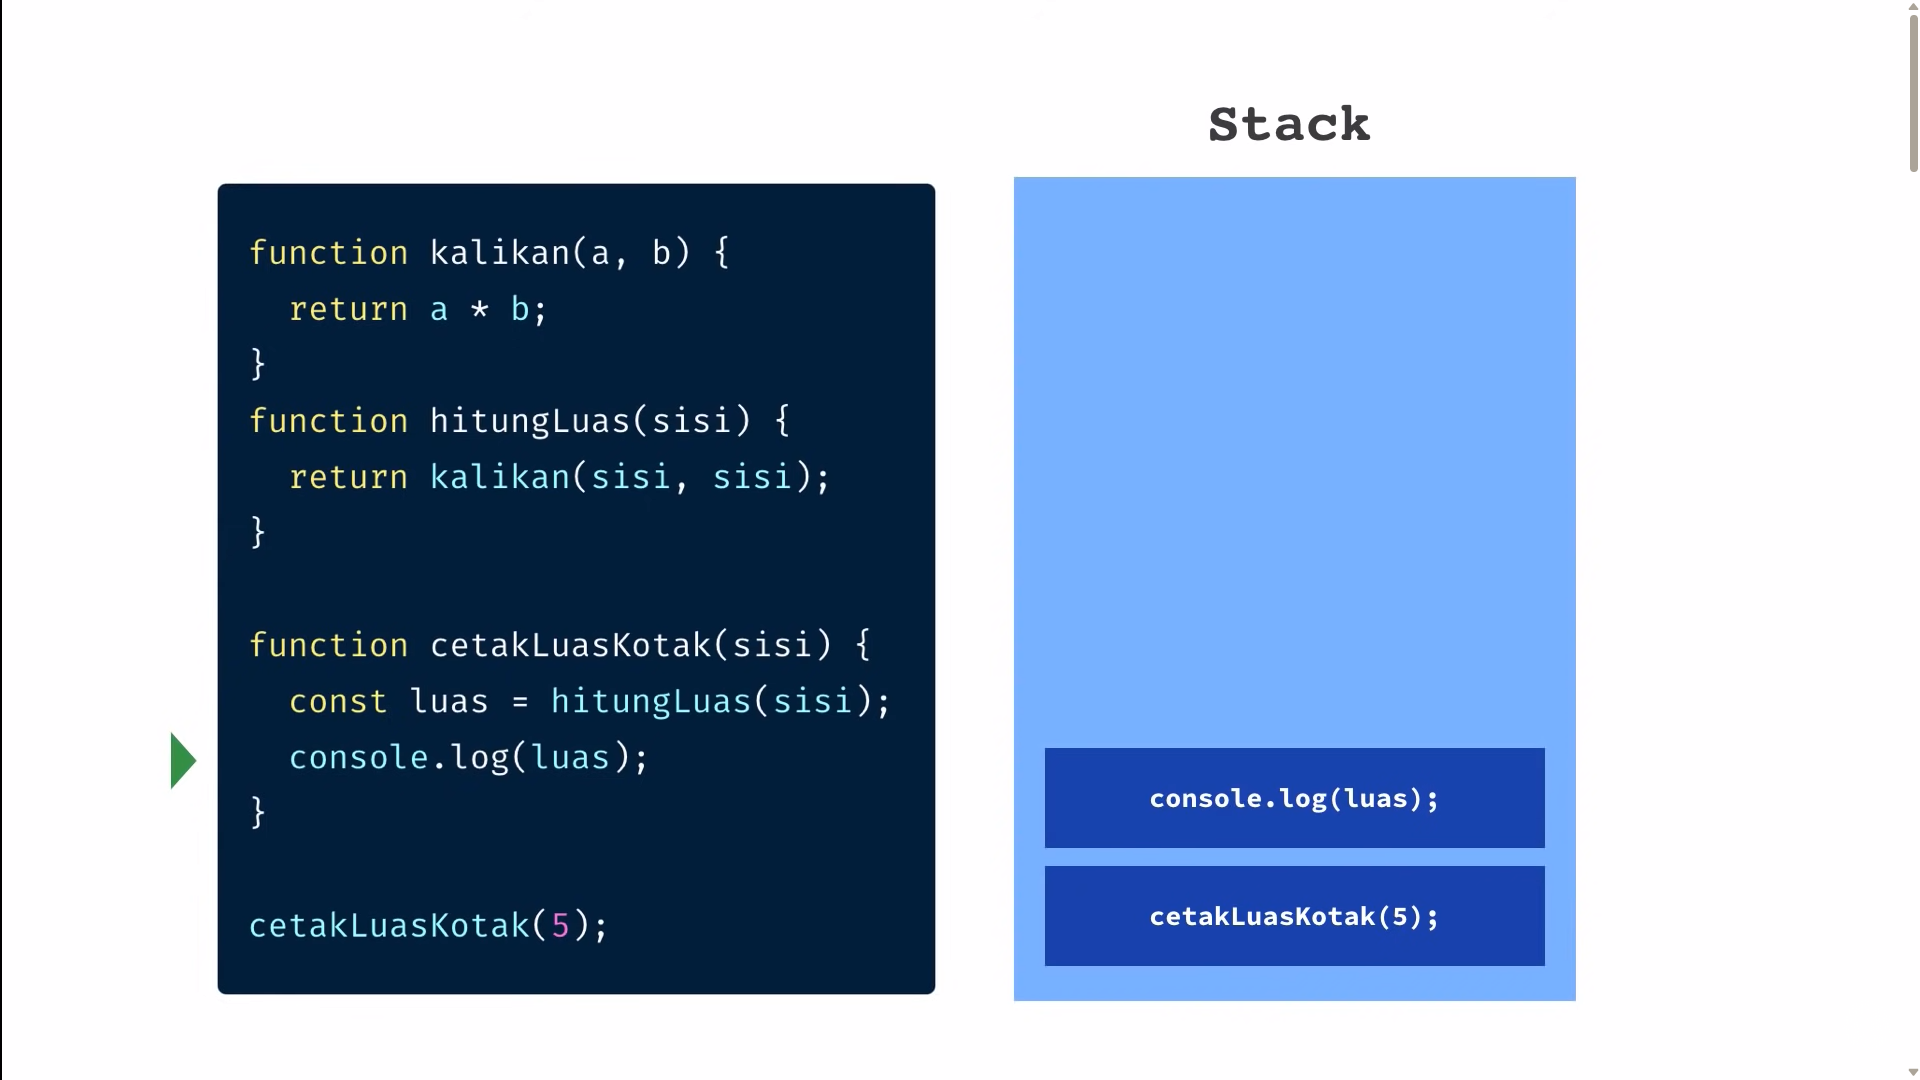 Stack
function kalikan(a, b) {
  return a * b;
}
function hitungLuas(sisi) {
  return kalikan(sisi, sisi);
}
function cetakLuasKotak(sisi) {
  const luas = hitungLuas(sisi);
  console.log(luas);
}
cetakLuasKotak(5);
console.log(luas);
cetakLuasKotak(5);